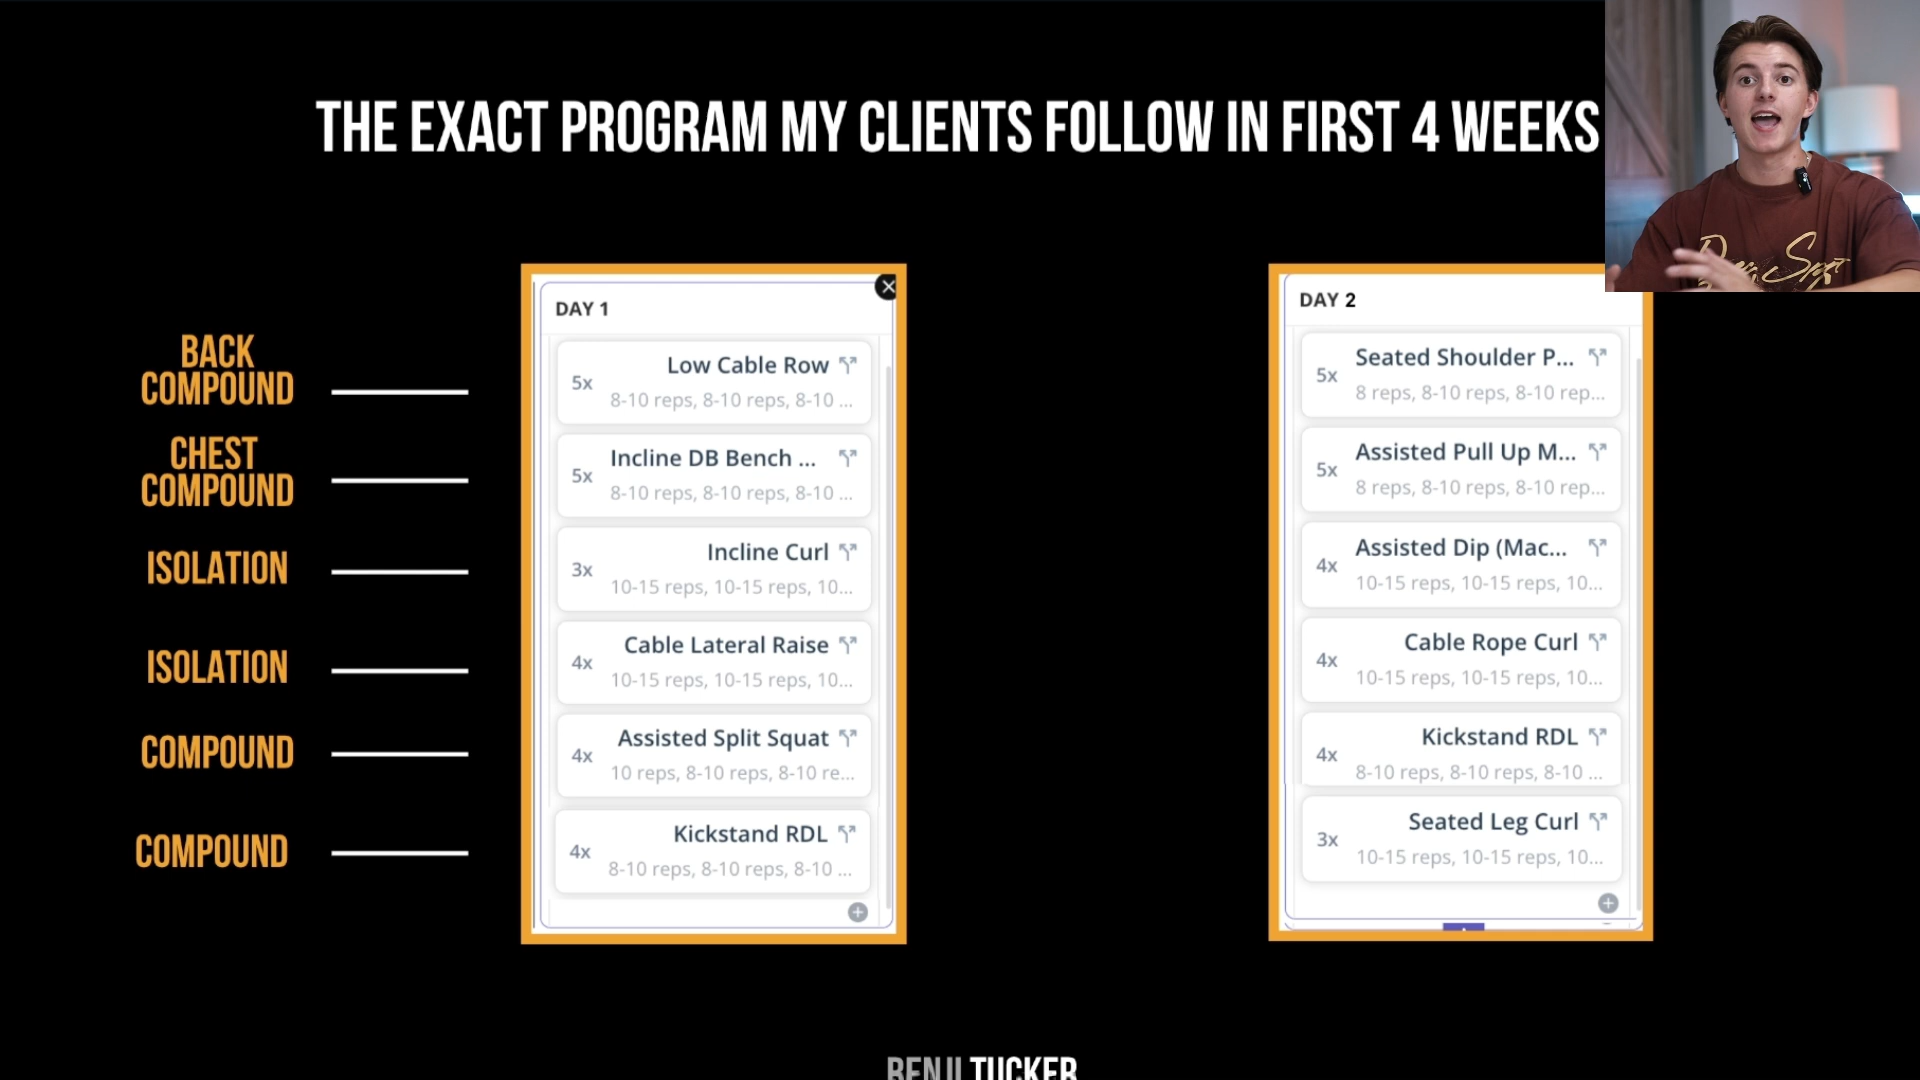 THE EXACT PROGRAM MY CLIENTS FOLLOW IN FIRST 4 WEEKS
BACK
COMPOUND
CHEST
COMPOUND
ISOLATION
ISOLATION
COMPOUND
COMPOUND
DAY 1
5x
Low Cable Row
8-10 reps, 8-10 reps, 8-10 ...
5x
Incline DB Bench ...
8-10 reps, 8-10 reps, 8-10 ...
3x
Incline Curl
10-15 reps, 10-15 reps, 10...
4x
Cable Lateral Raise
10-15 reps, 10-15 reps, 10...
4x
Assisted Split Squat
10 reps, 8-10 reps, 8-10 re...
4x
Kickstand RDL
8-10 reps, 8-10 reps, 8-10 ...
DAY 2
5x
Seated Shoulder P...
8 reps, 8-10 reps, 8-10 rep...
5x
Assisted Pull Up M...
8 reps, 8-10 reps, 8-10 rep...
4x
Assisted Dip (Mac...
10-15 reps, 10-15 reps, 10...
4x
Cable Rope Curl
10-15 reps, 10-15 reps, 10...
4x
Kickstand RDL
8-10 reps, 8-10 reps, 8-10 ...
3x
Seated Leg Curl
10-15 reps, 10-15 reps, 10...
BENJI TUCKER